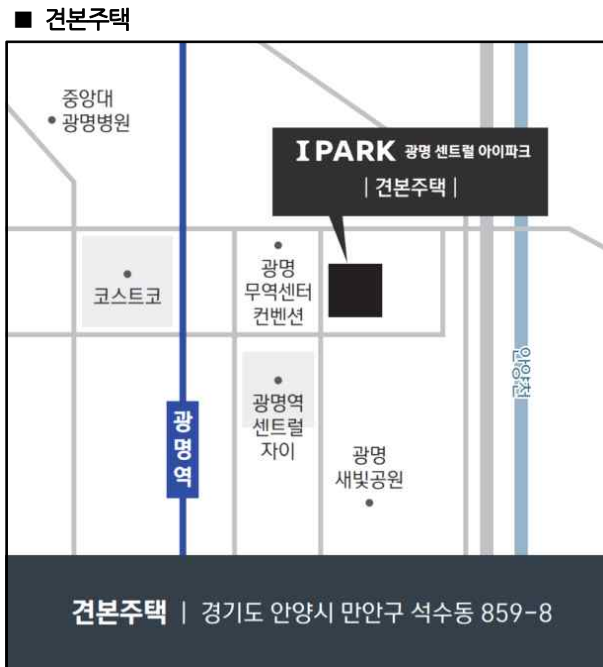 ■ 견본주택
중앙대
광명병원
IPARK 광명 센트럴 아이파크
| 견본주택 |
코스트코
광명
무역센터
컨벤션
안양천
광명역
광명역
센트럴
자이
광명
새빛공원
견본주택 | 경기도 안양시 만안구 석수동 859-8